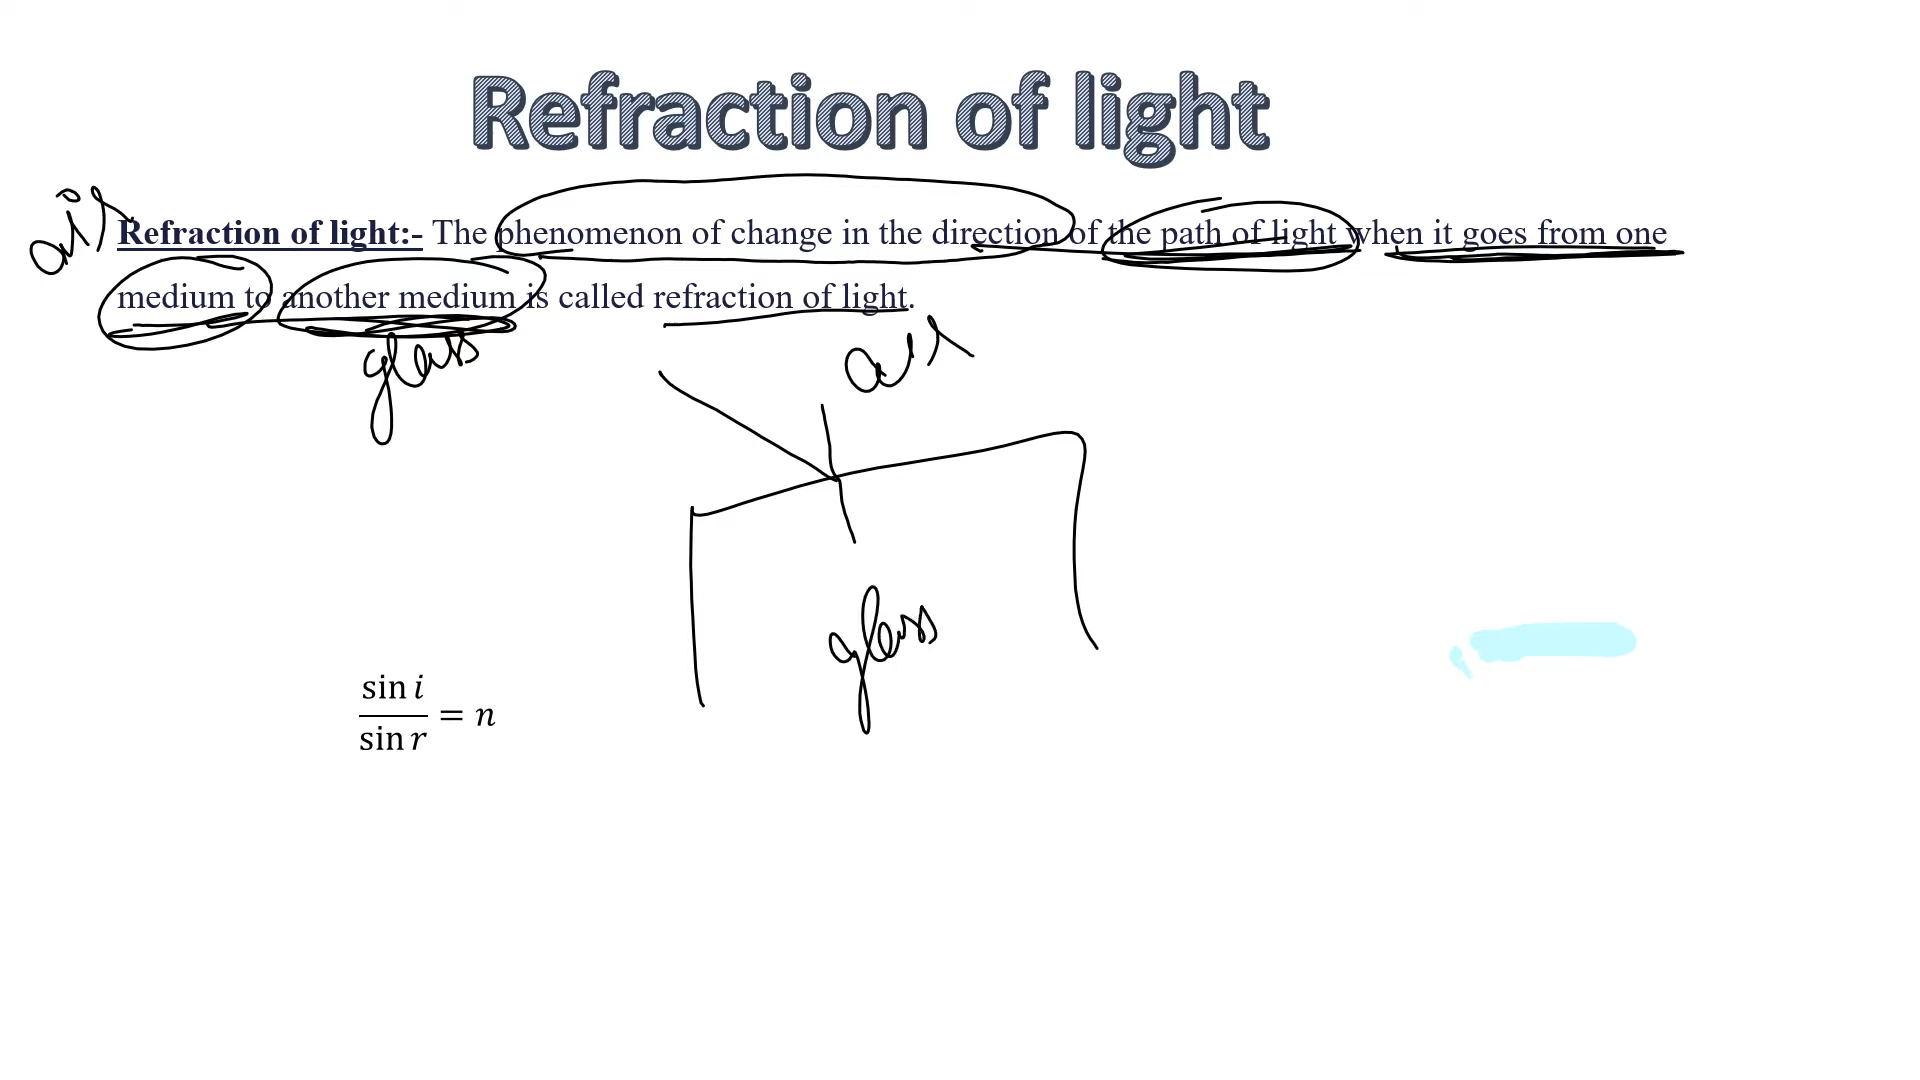 Refraction of light
air
Refraction of light:- The phenomenon of change in the direction of the path of light when it goes from one
medium to another medium is called refraction of light.
glass
air
glass
sin i
sin r
= n